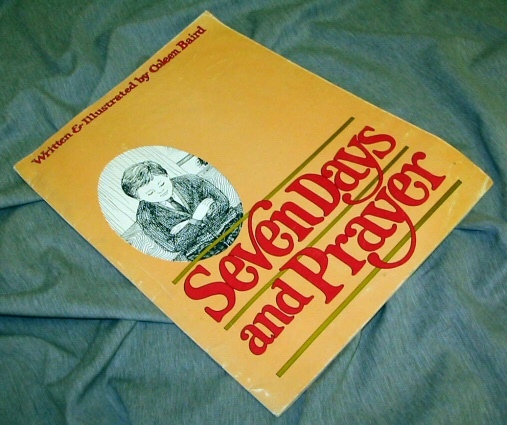 Written & Illustrated by Coleen Baird
Seven Days
and Prayer